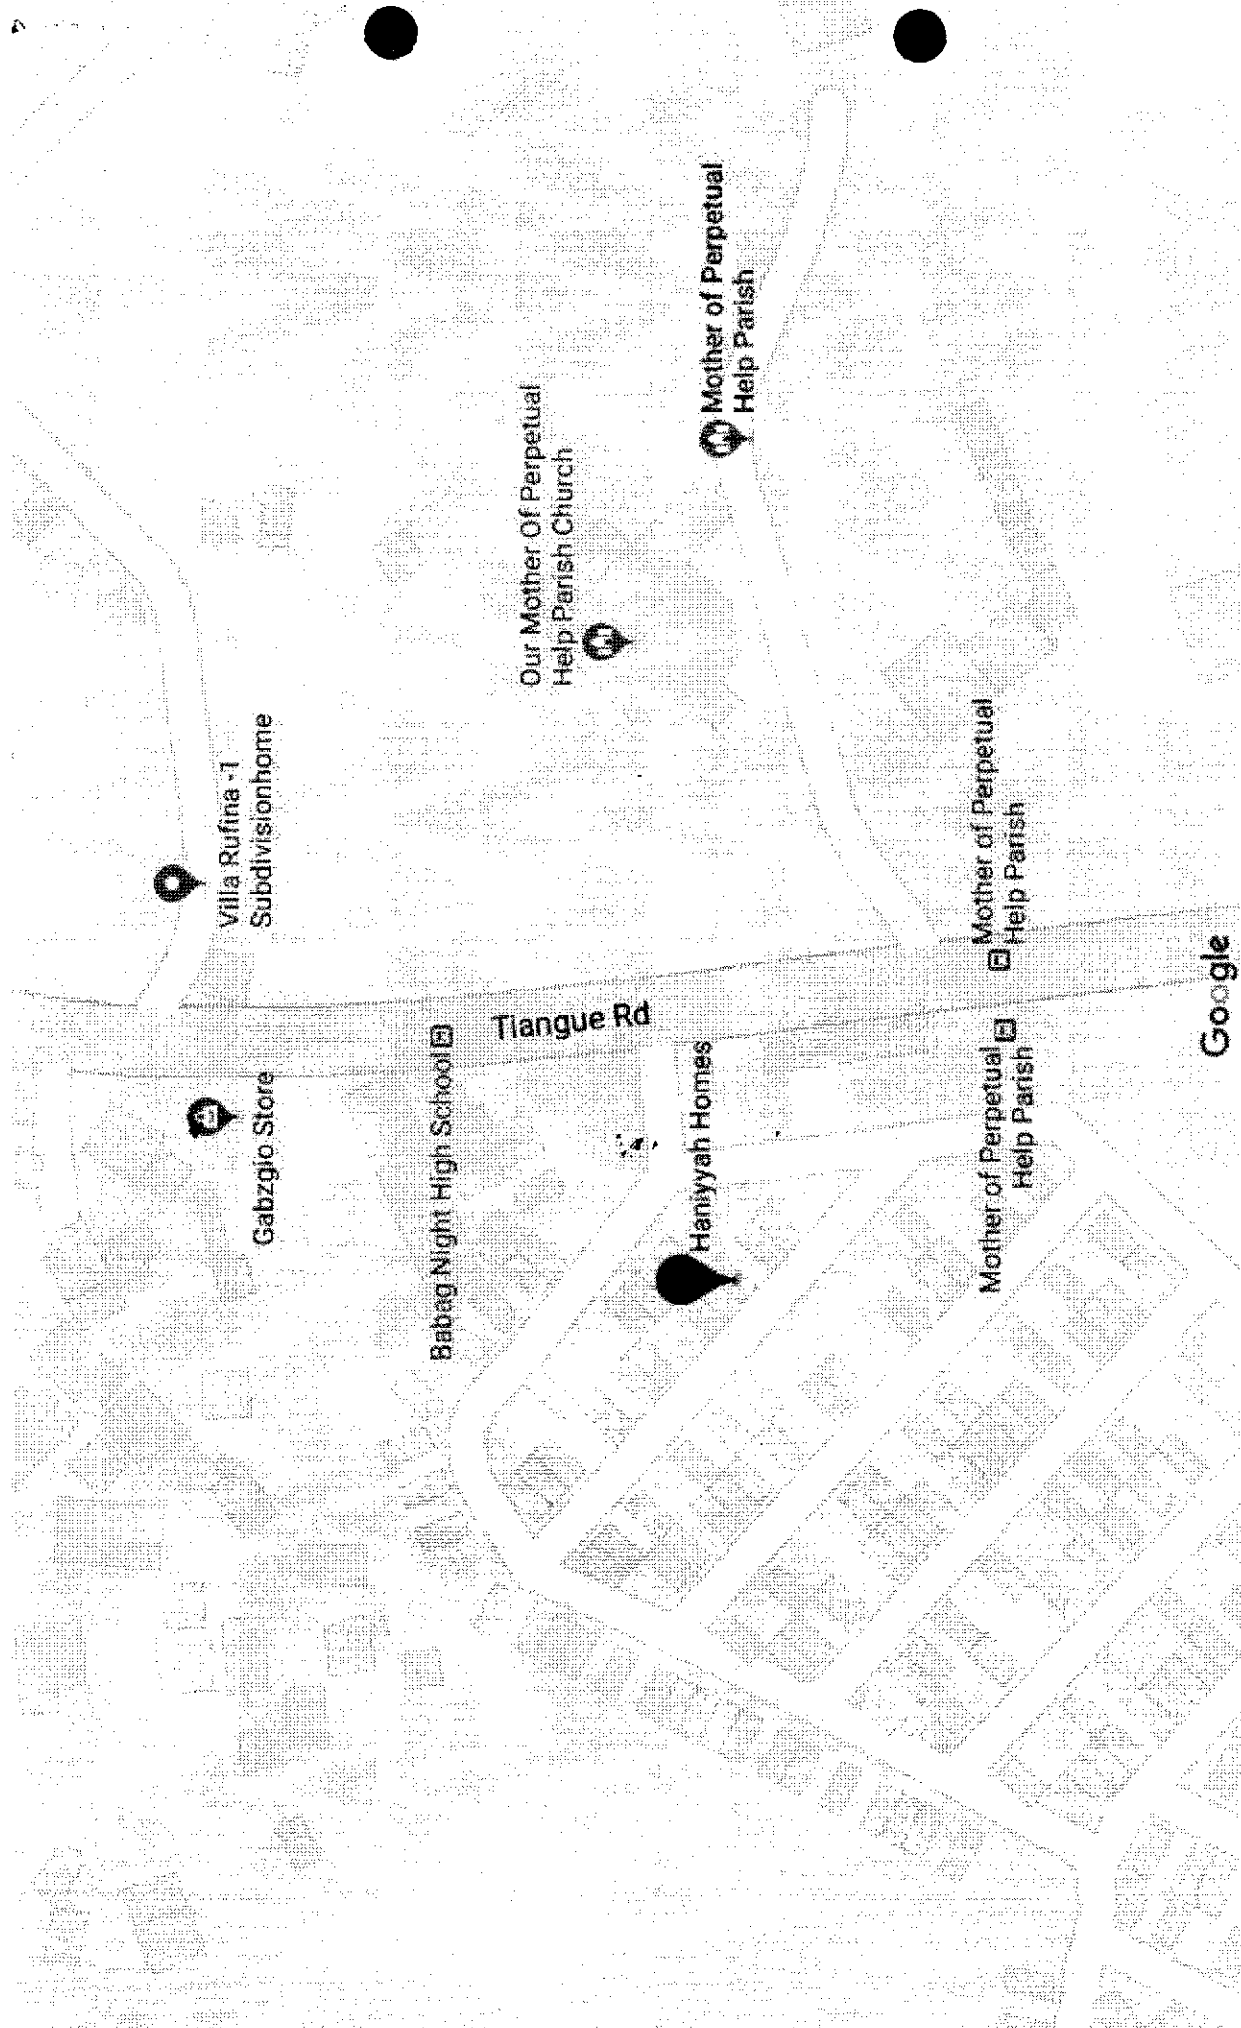 Villa Rufina -1
Subdivisionhome
Gabzgio Store
Babag Night High School
Our Mother Of Perpetual
Help Parish Church
Tiangue Rd
Haniyyah Homes
Mother of Perpetual
Help Parish
Mother of Perpetual
Help Parish
Mother of Perpetual
Help Parish
Google